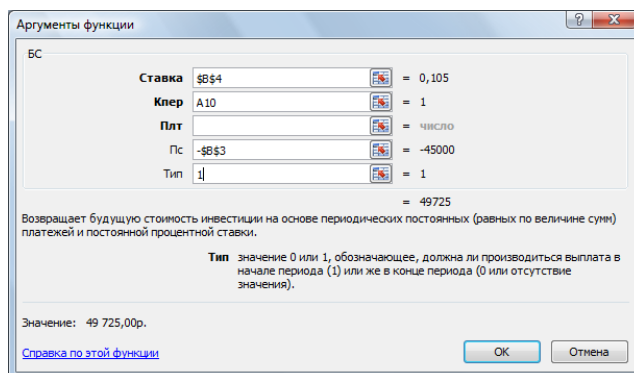 Аргументы функции
БС
Ставка $B$4 = 0,105
Кпер A10 = 1
Плт = число
Пс -$B$3 = -45000
Тип 1 = 1
= 49725
Возвращает будущую стоимость инвестиции на основе периодических постоянных (равных по величине сумм)
платежей и постоянной процентной ставки.
Тип значение 0 или 1, обозначающее, должна ли производиться выплата в
начале периода (1) или же в конце периода (0 или отсутствие
значения).
Значение: 49 725,00р.
Справка по этой функции
ОК
Отмена